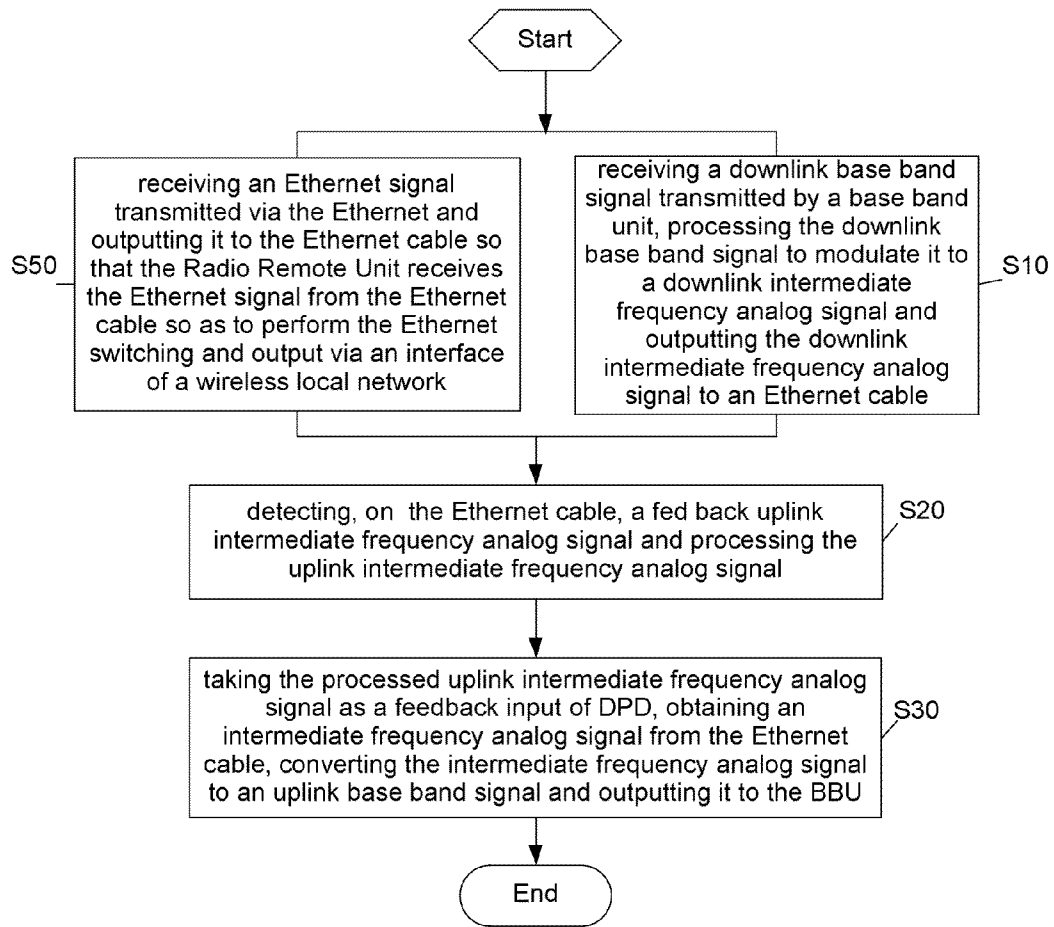 Start
receiving an Ethernet signal
transmitted via the Ethernet and
outputting it to the Ethernet cable so
that the Radio Remote Unit receives
the Ethernet signal from the Ethernet
cable so as to perform the Ethernet
switching and output via an interface
of a wireless local network
S50
receiving a downlink base band
signal transmitted by a base band
unit, processing the downlink
base band signal to modulate it to
a downlink intermediate
frequency analog signal and
outputting the downlink
intermediate frequency analog
signal to an Ethernet cable
S10
detecting, on the Ethernet cable, a fed back uplink
intermediate frequency analog signal and processing the
uplink intermediate frequency analog signal
S20
taking the processed uplink intermediate frequency analog
signal as a feedback input of DPD, obtaining an
intermediate frequency analog signal from the Ethernet
cable, converting the intermediate frequency analog signal
to an uplink base band signal and outputting it to the BBU
S30
End